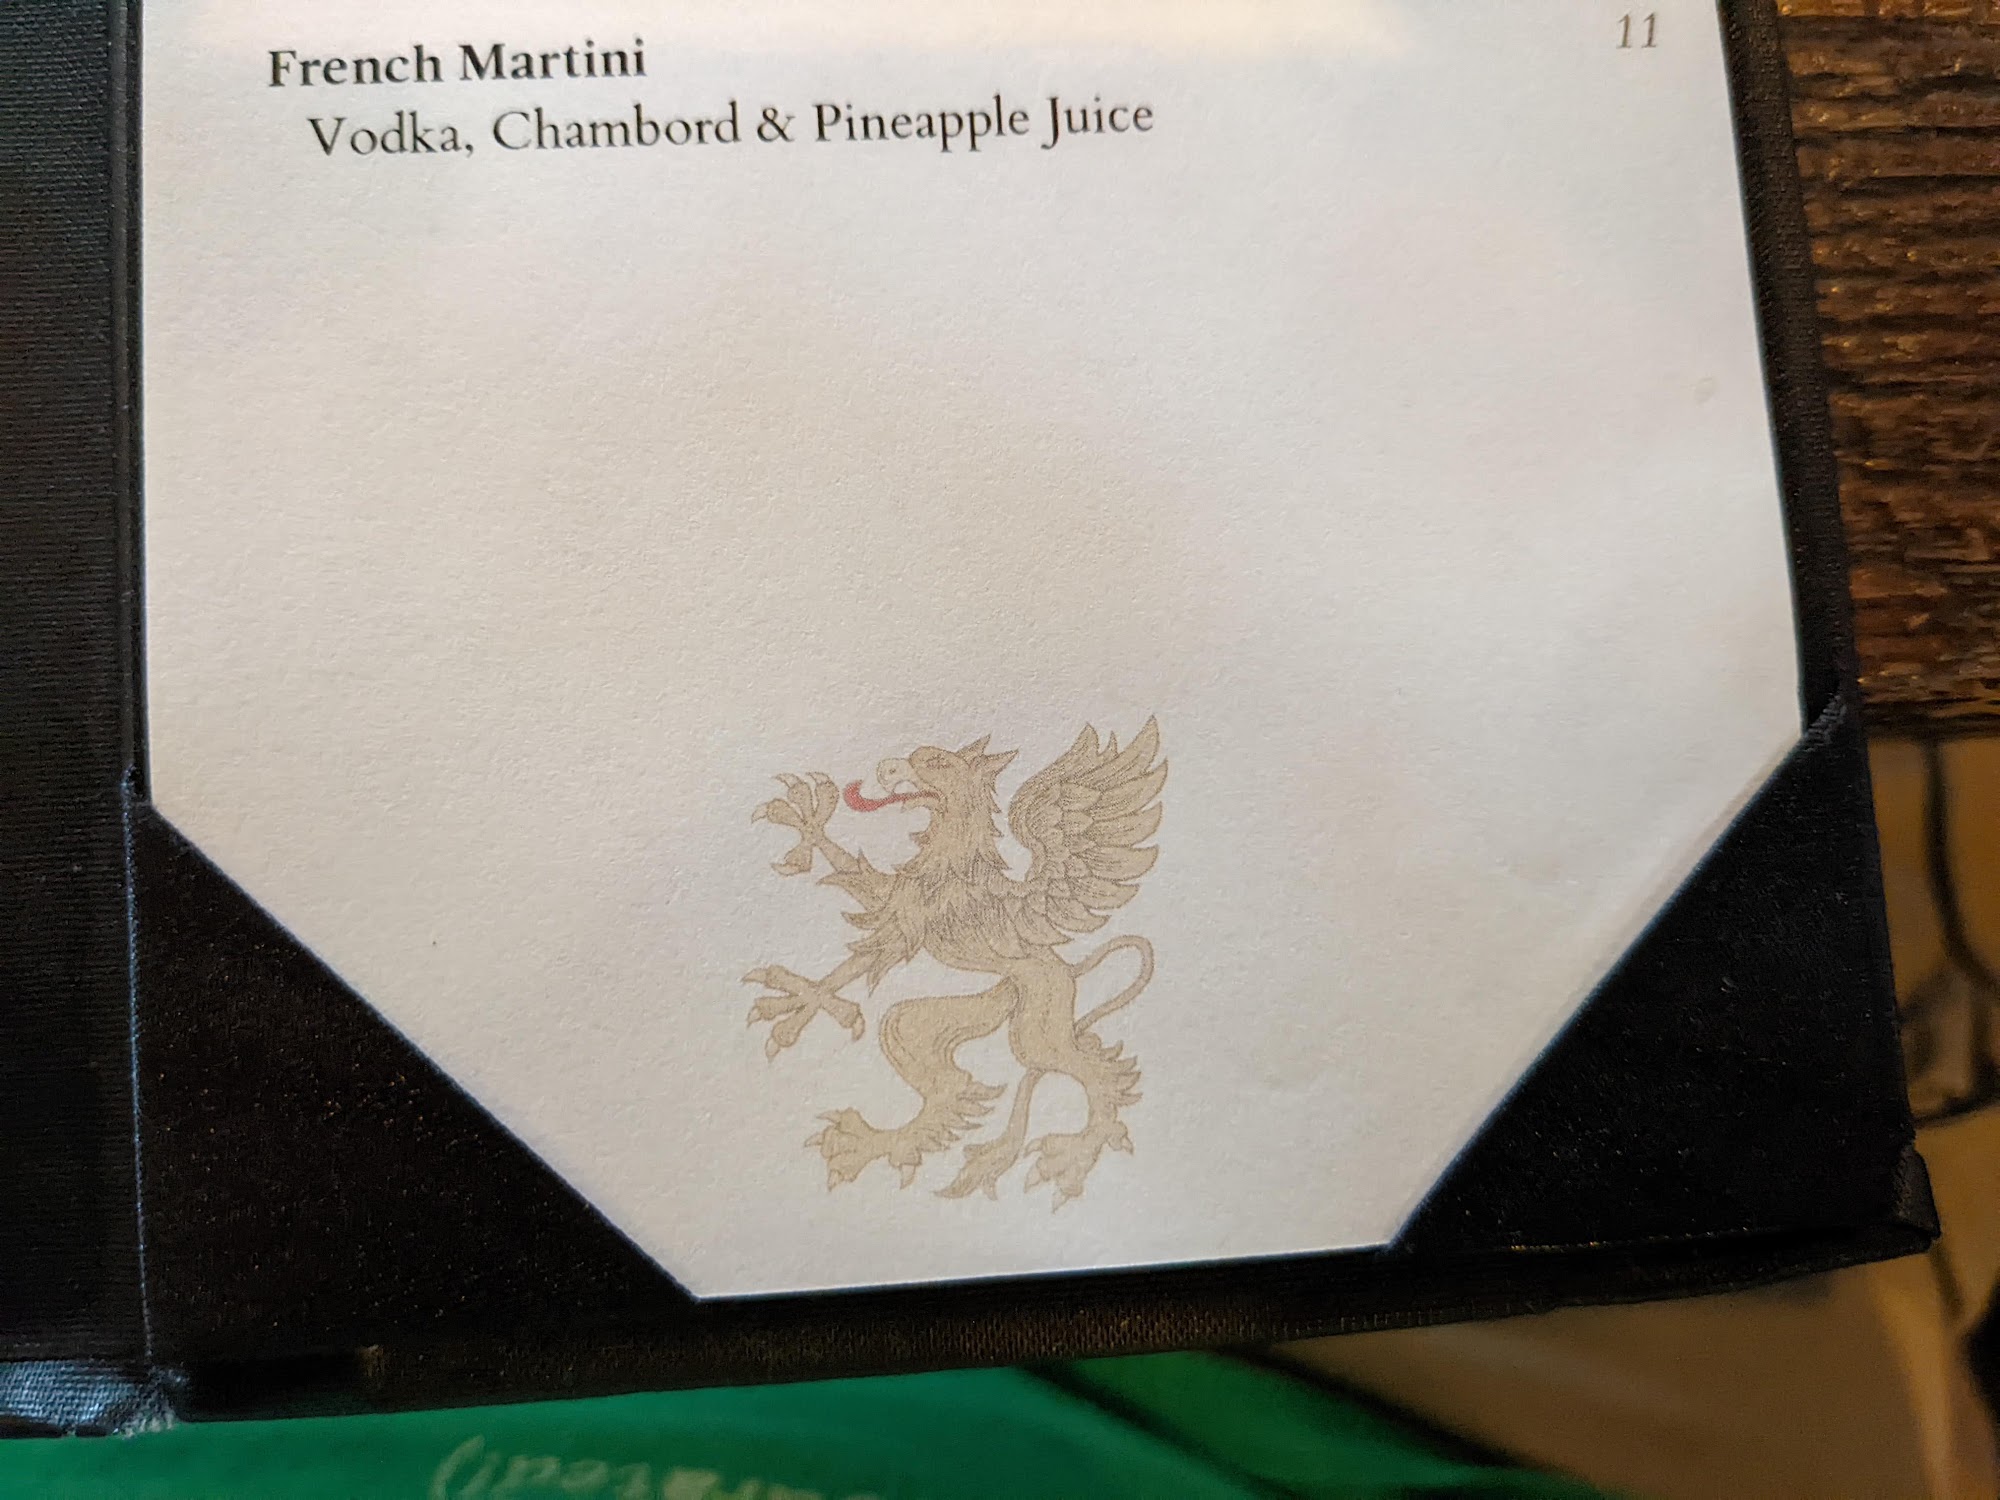 French Martini 11
Vodka, Chambord & Pineapple Juice